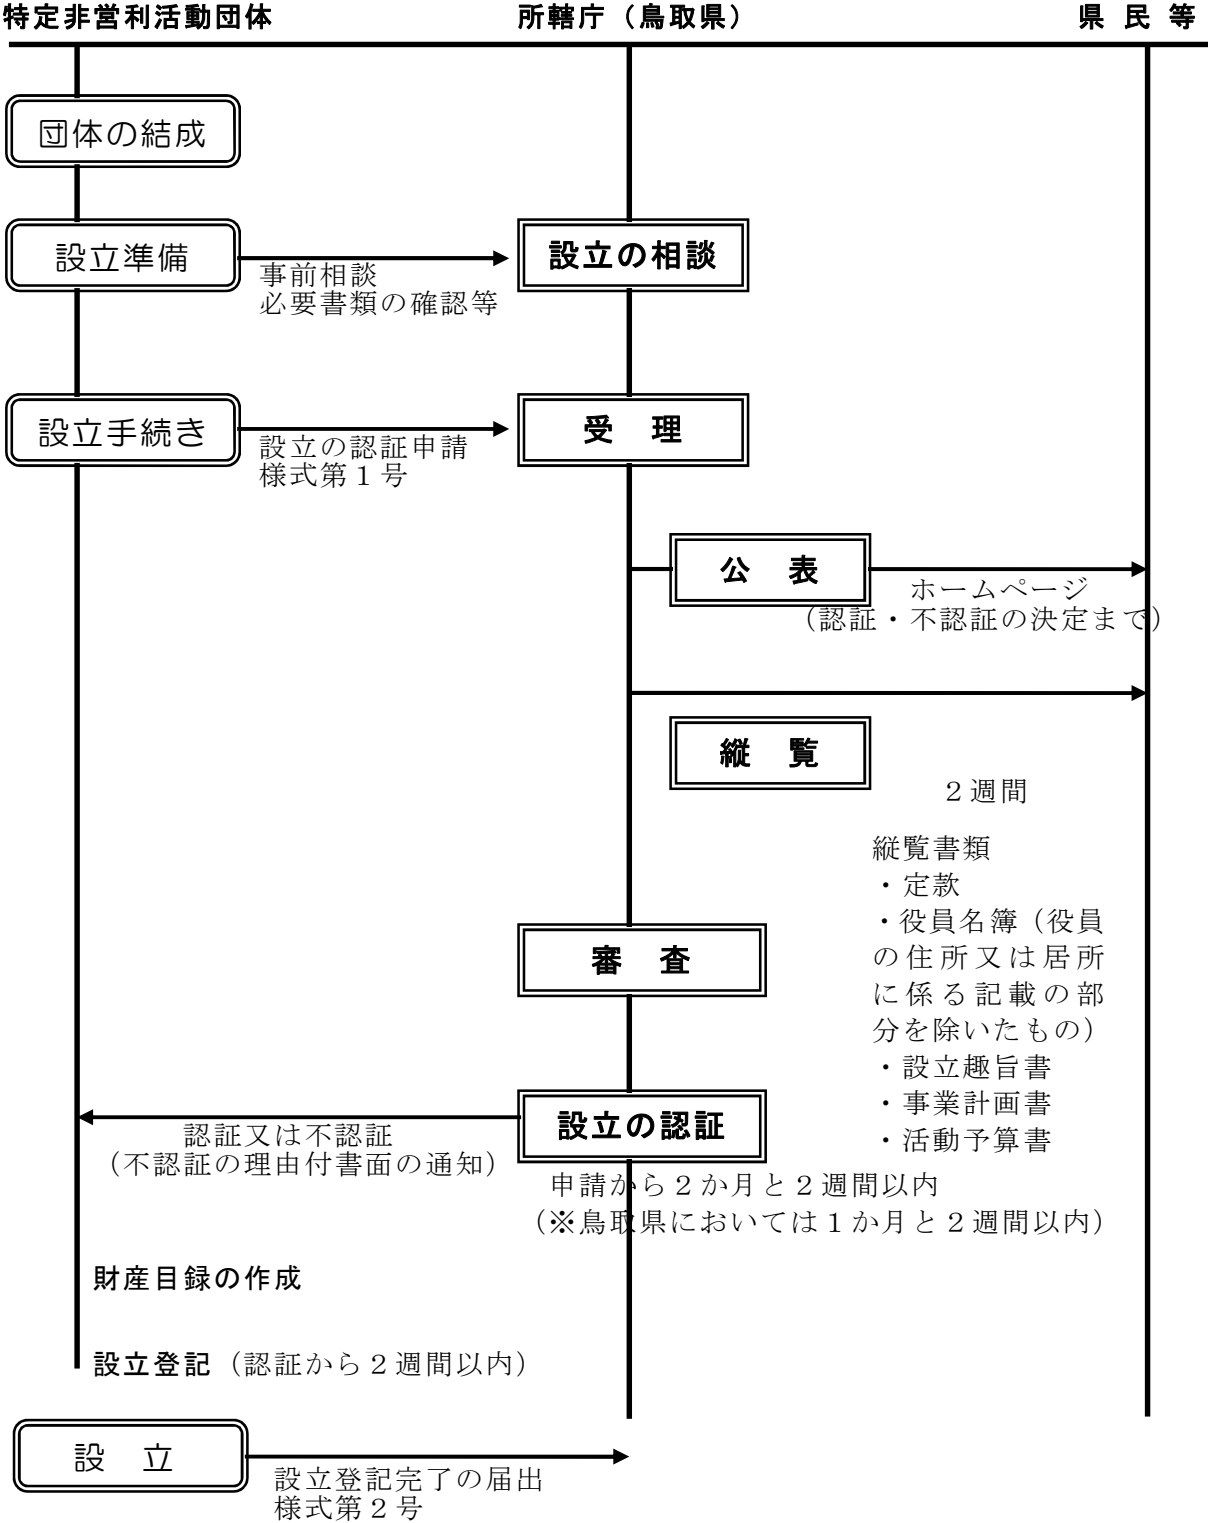 特定非営利活動団体
所轄庁（鳥取県）
県 民 等
団体の結成
設立準備
設立の相談
事前相談
必要書類の確認等
設立手続き
受　理
設立の認証申請
様式第１号
公　表
ホームページ
（認証・不認証の決定まで）
縦　覧
２週間
縦覧書類
・定款
・役員名簿（役員
の住所又は居所
に係る記載の部
分を除いたもの）
・設立趣旨書
・事業計画書
・活動予算書
審　査
設立の認証
認証又は不認証
（不認証の理由付書面の通知）
申請から２か月と２週間以内
（※鳥取県においては１か月と２週間以内）
財産目録の作成
設立登記（認証から２週間以内）
設　立
設立登記完了の届出
様式第２号